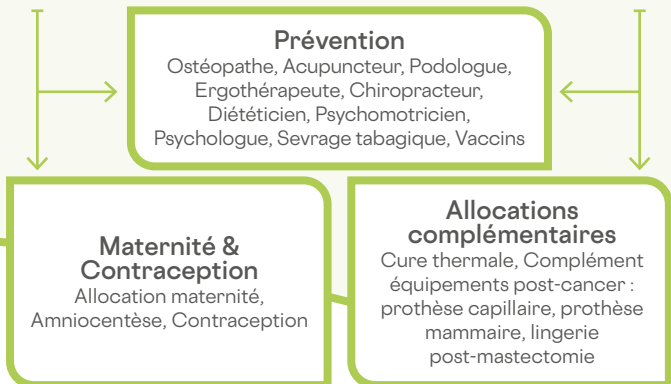 Prévention
Ostéopathe, Acupuncteur, Podologue,
Ergothérapeute, Chiropracteur,
Diététicien, Psychomotricien,
Psychologue, Sevrage tabagique, Vaccins
Maternité &
Contraception
Allocation maternité,
Amniocentèse, Contraception
Allocations
complémentaires
Cure thermale, Complément
équipements post-cancer :
prothèse capillaire, prothèse
mammaire, lingerie
post-mastectomie